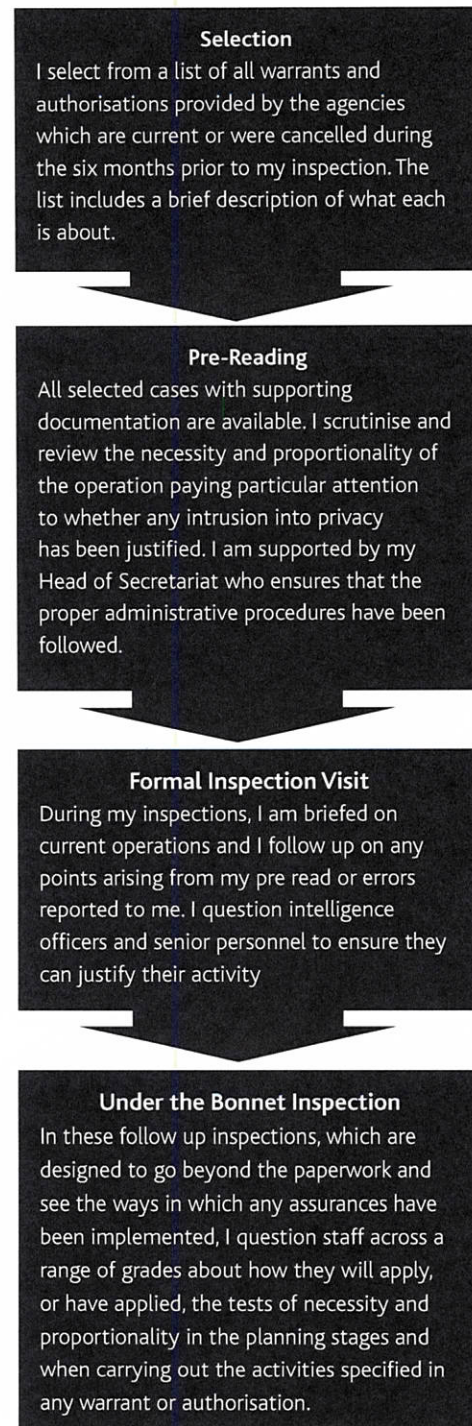 Selection
I select from a list of all warrants and
authorisations provided by the agencies
which are current or were cancelled during
the six months prior to my inspection. The
list includes a brief description of what each
is about.
Pre-Reading
All selected cases with supporting
documentation are available. I scrutinise and
review the necessity and proportionality of
the operation paying particular attention
to whether any intrusion into privacy
has been justified. I am supported by my
Head of Secretariat who ensures that the
proper administrative procedures have been
followed.
Formal Inspection Visit
During my inspections, I am briefed on
current operations and I follow up on any
points arising from my pre read or errors
reported to me. I question intelligence
officers and senior personnel to ensure they
can justify their activity
Under the Bonnet Inspection
In these follow up inspections, which are
designed to go beyond the paperwork and
see the ways in which any assurances have
been implemented, I question staff across a
range of grades about how they will apply,
or have applied, the tests of necessity and
proportionality in the planning stages and
when carrying out the activities specified in
any warrant or authorisation.